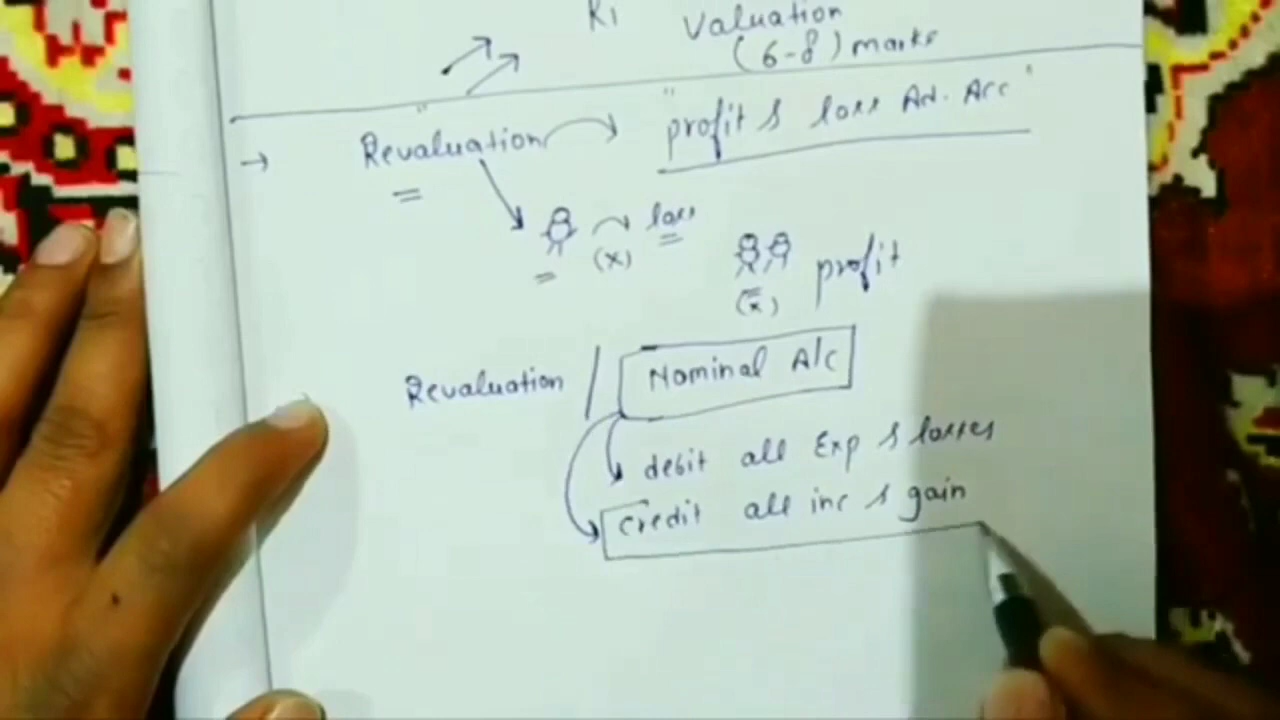 Valuation
(6-8) marks
→ Revaluation "profit & loss Ad. Acc"
(x) loss
(x) profit
Revaluation / Nominal A/c
debit all Exp & losses
credit all inc & gain